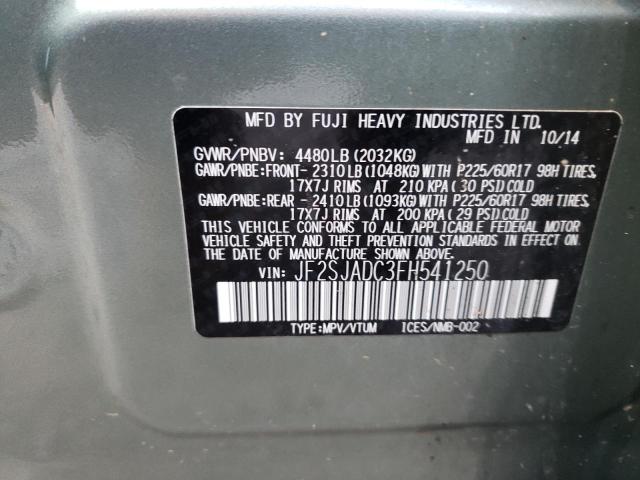 MFD BY FUJI HEAVY INDUSTRIES LTD.
MFD IN 10/14
GVWR/PNBV: 4480LB(2032KG)
GAWR/PNBE:FRONT- 2310LB(1048KG)WITH P225/60R17 98H TIRES,
17X7J RIMS AT 210 KPA(30 PSI)COLD
GAWR/PNBE:REAR - 2410LB(1093KG)WITH P225/60R17 98H TIRES,
17X7J RIMS AT 200 KPA(29 PSI)COLD
THIS VEHICLE CONFORMS TO ALL APPLICABLE FEDERAL MOTOR
VEHICLE SAFETY AND THEFT PREVENTION STANDARDS IN EFFECT ON
THE DATE OF MANUFACTURE SHOWN ABOVE.
VIN: JF2SJADC3FH541250
TYPE:MPV/VTUM ICES/NMB-002